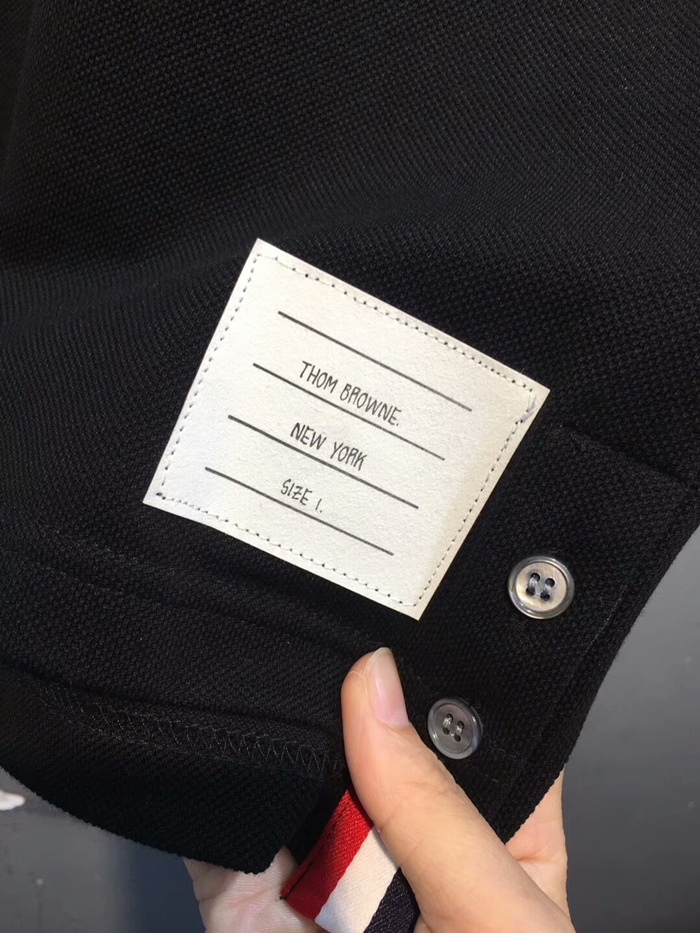 THOM BROWNE.
NEW YORK
SIZE 1.